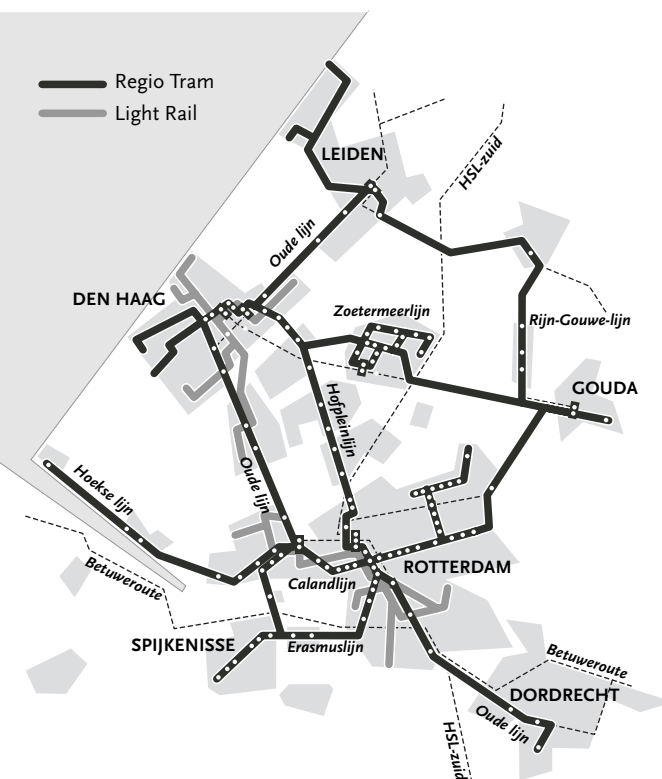 Regio Tram
Light Rail
LEIDEN
HSL-zuid
Oude lijn
DEN HAAG
Zoetermeerlijn
Rijn-Gouwe-lijn
GOUDA
Hofpleinlijn
Oude lijn
Hoekse lijn
Betuweroute
ROTTERDAM
Calandlijn
SPIJKENISSE
Erasmuslijn
Betuweroute
DORDRECHT
Oude lijn
HSL-zuid